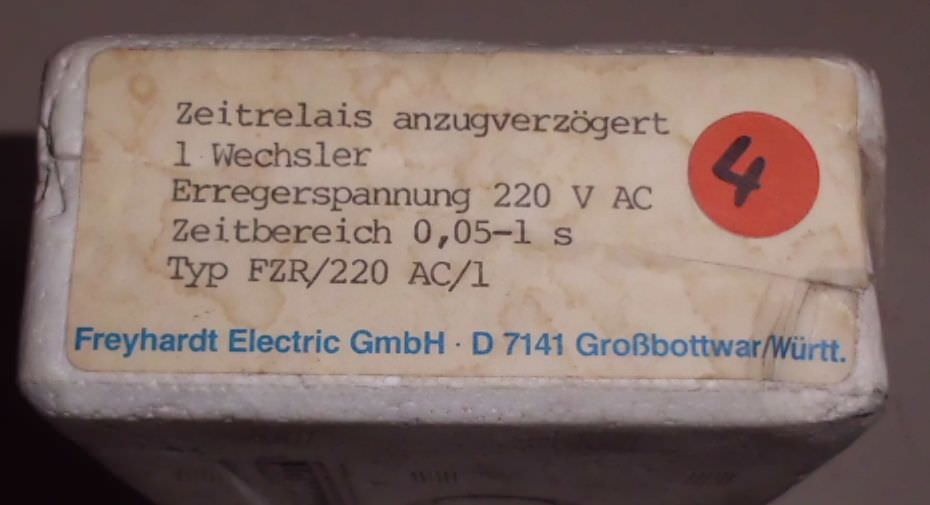 Zeitrelais anzugverzögert
1 Wechsler
Erregerspannung 220 V AC
Zeitbereich 0,05-1 s
Typ FZR/220 AC/1
4
Freyhardt Electric GmbH · D 7141 Großbottwar/Württ.